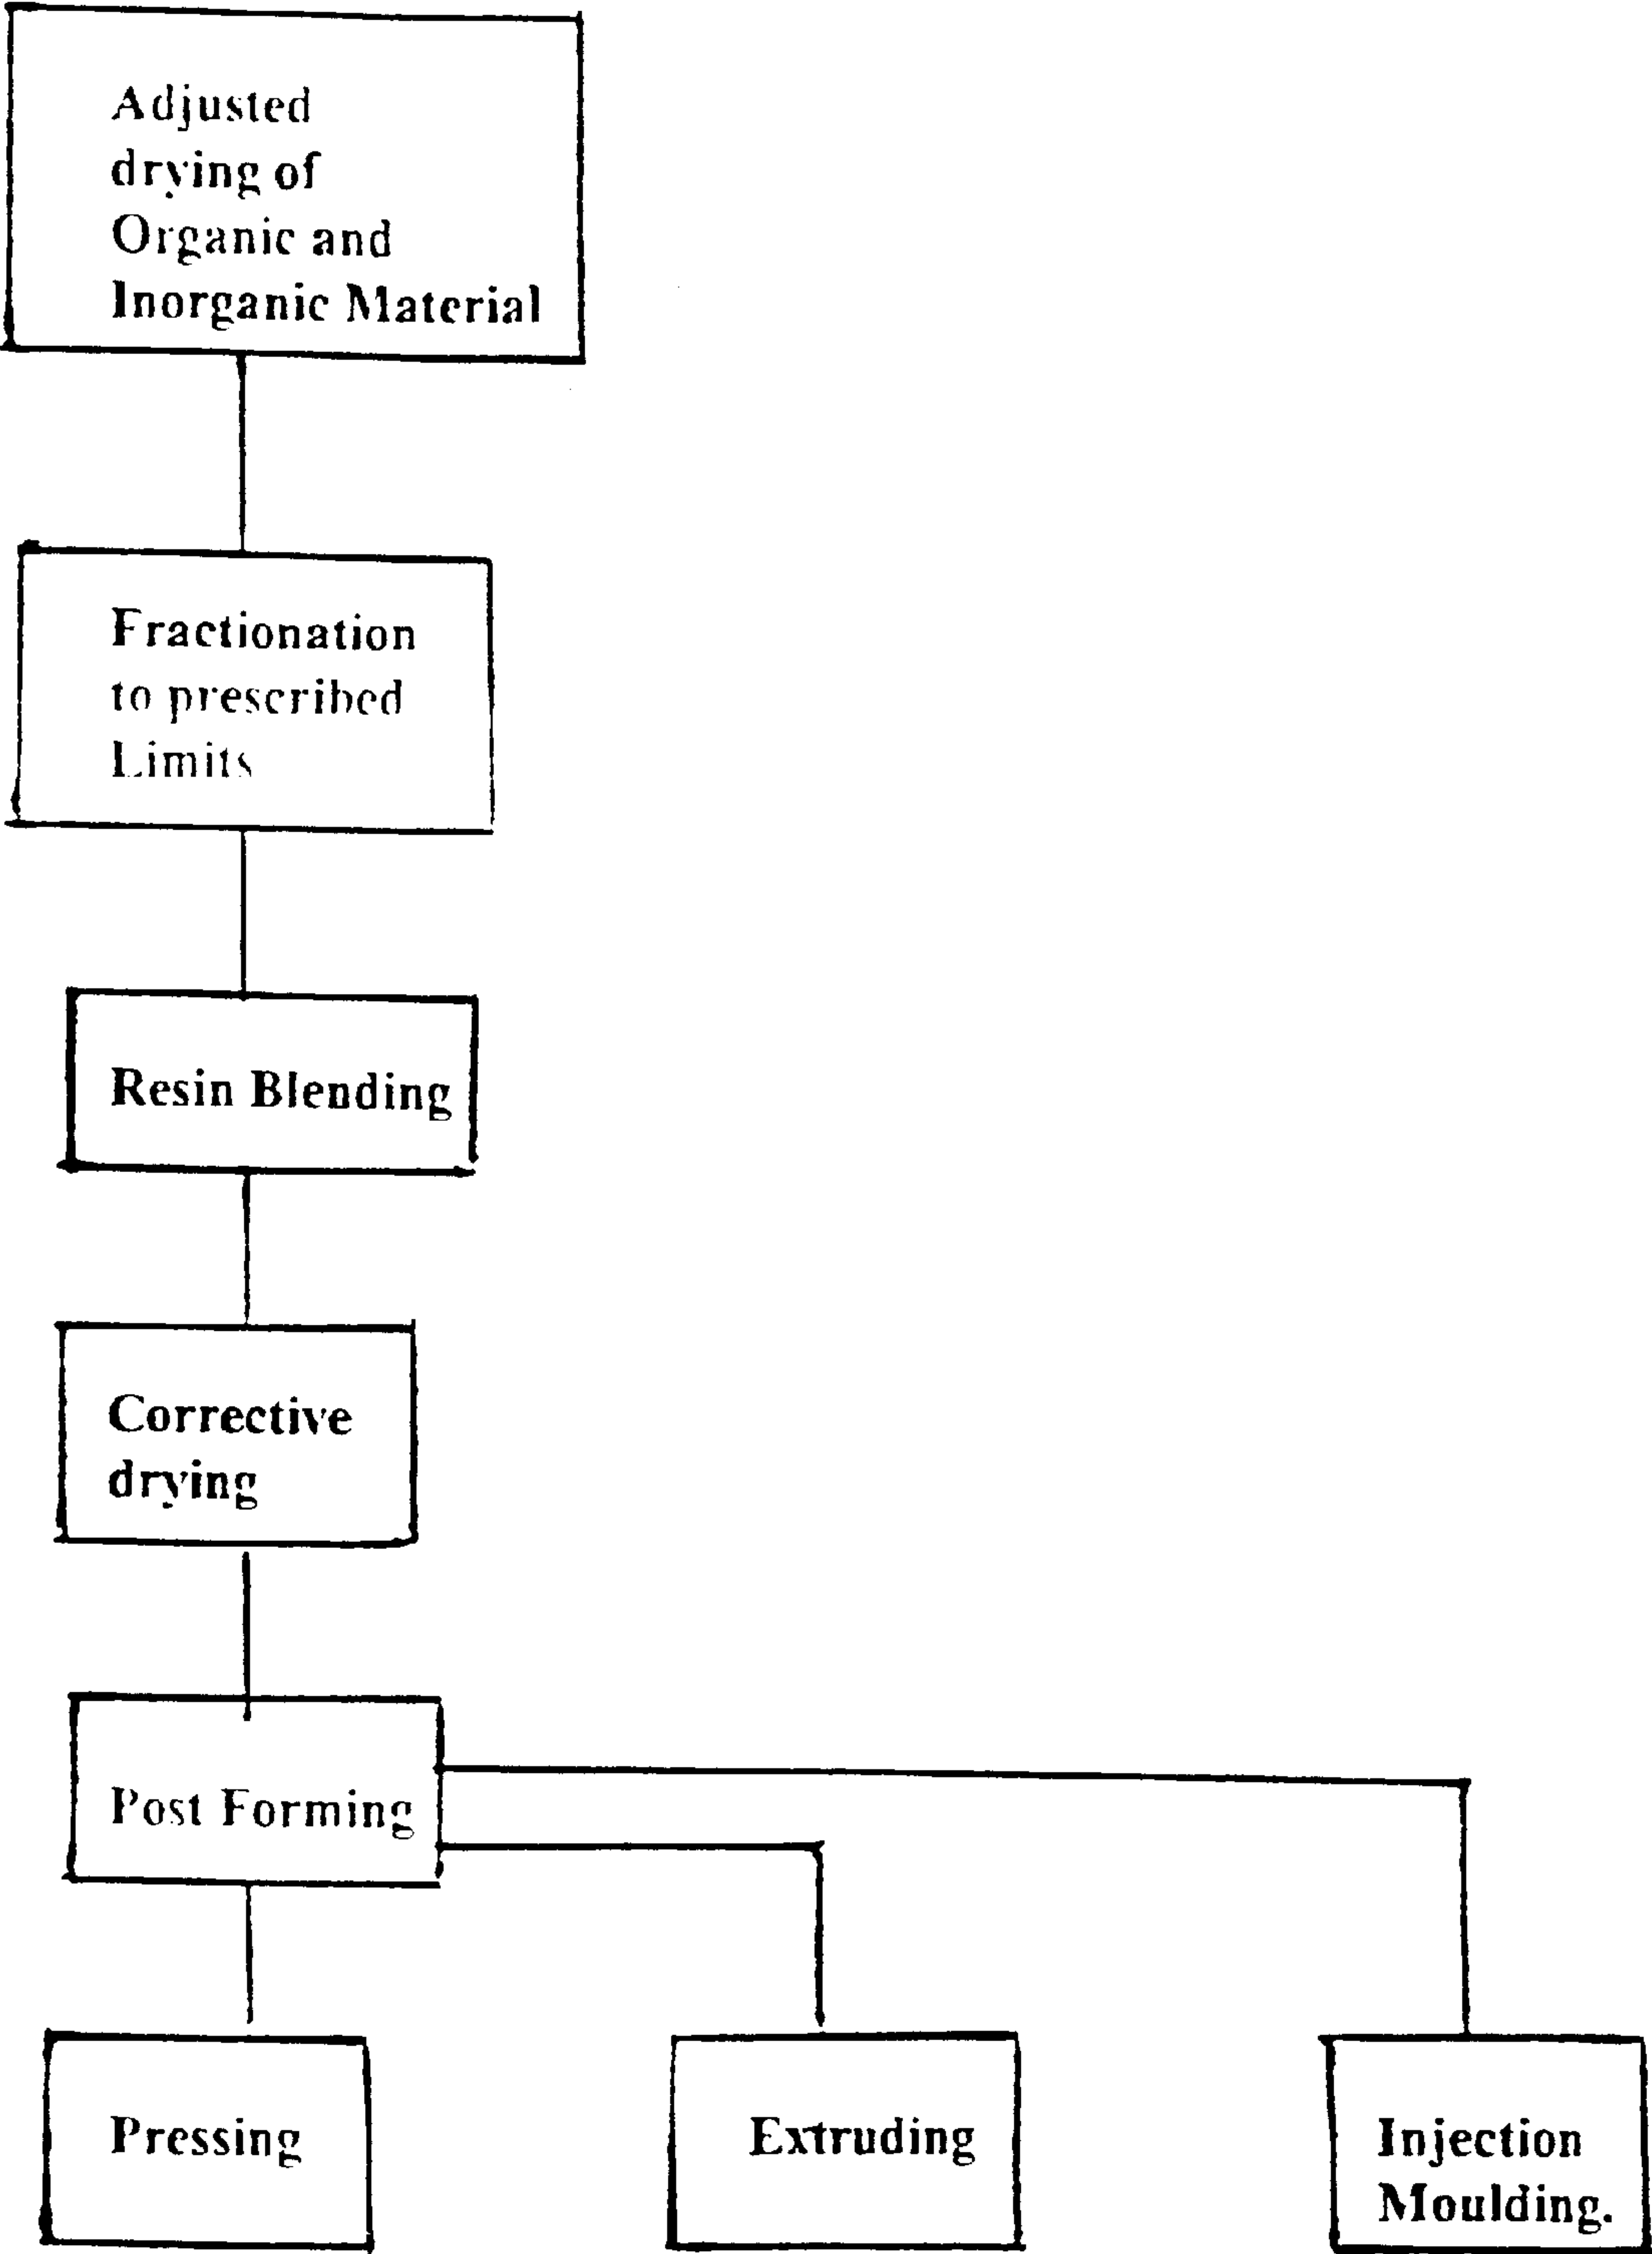 Adjusted
drying of
Organic and
Inorganic Material
Fractionation
to prescribed
Limits
Resin Blending
Corrective
drying
Post Forming
Pressing
Extruding
Injection
Moulding.